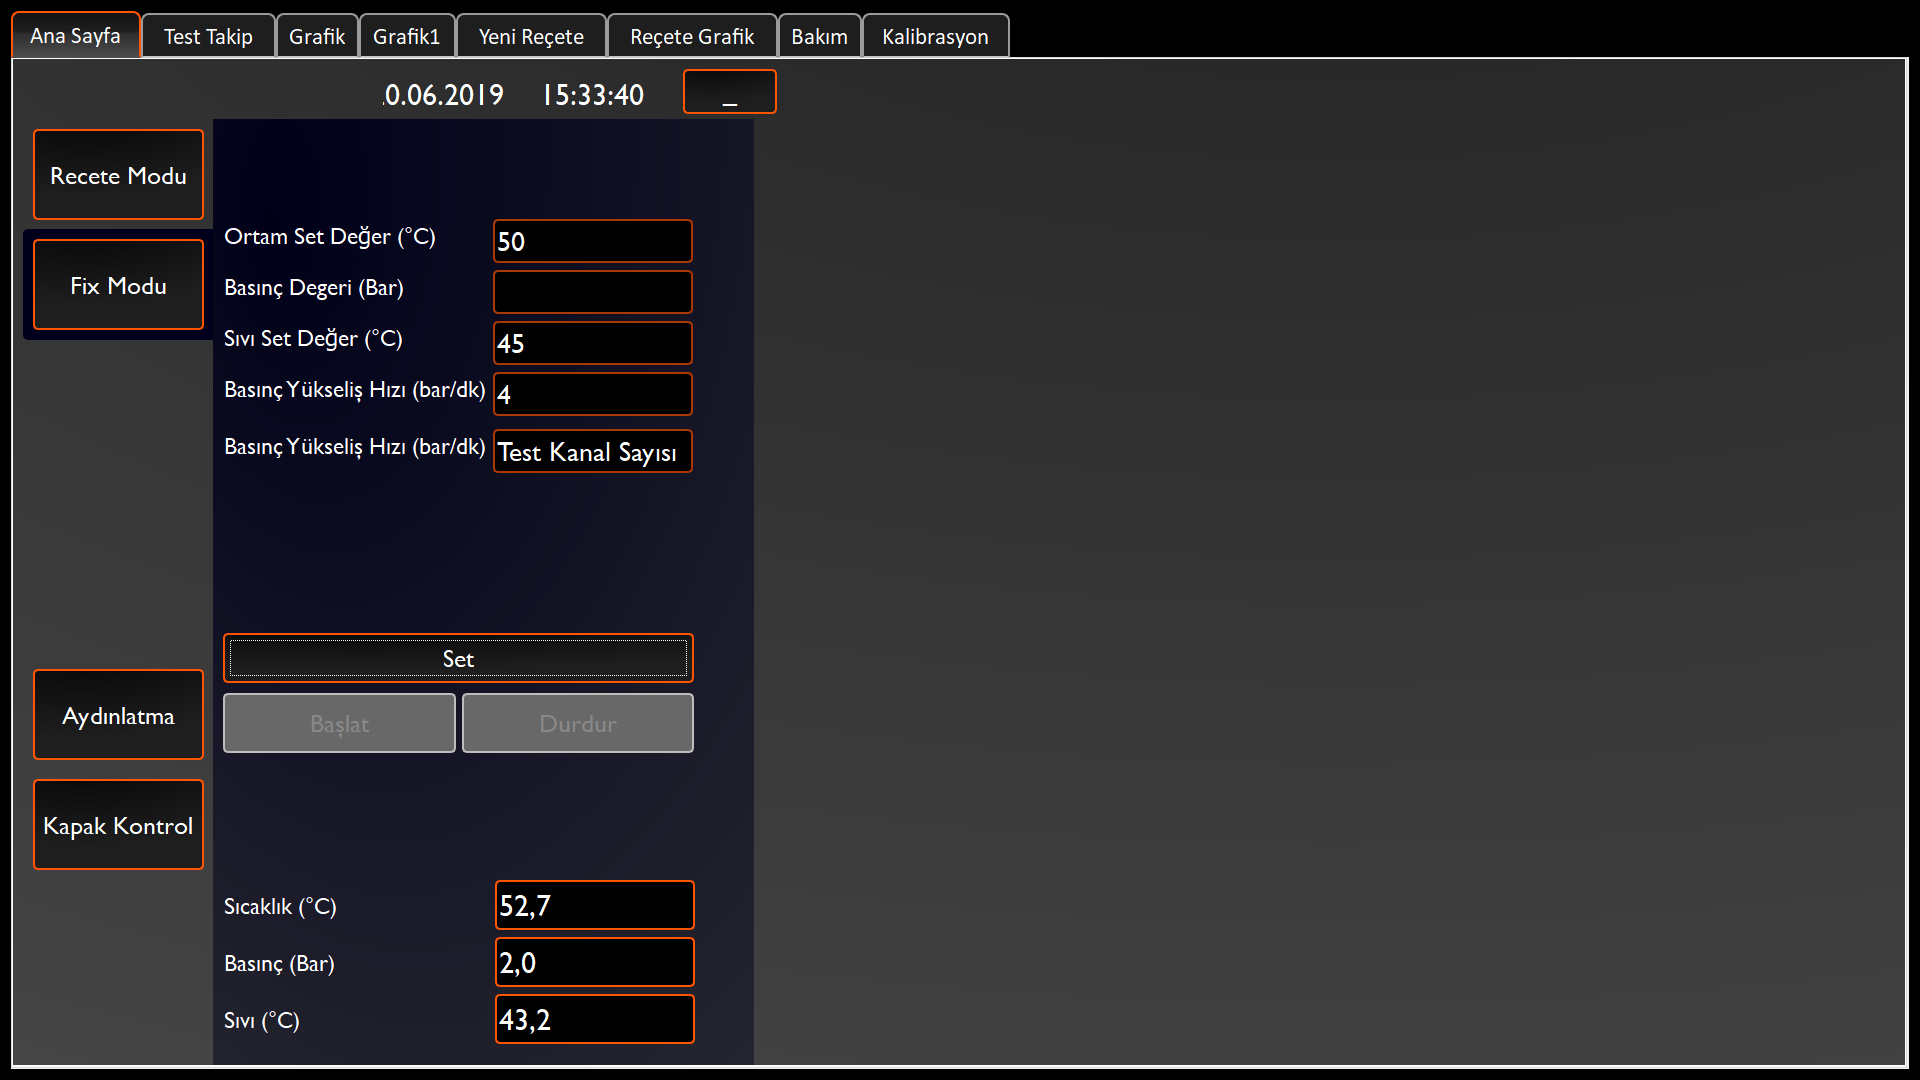 Ana Sayfa Test Takip Grafik Grafik1 Yeni Reçete Reçete Grafik Bakım Kalibrasyon
0.06.2019 15:33:40 _
Recete Modu
Fix Modu
Ortam Set Değer (°C) 50
Basınç Degeri (Bar)
Sıvı Set Değer (°C) 45
Basınç Yükseliş Hızı (bar/dk) 4
Basınç Yükseliş Hızı (bar/dk) Test Kanal Sayısı
Set
Başlat Durdur
Aydınlatma
Kapak Kontrol
Sıcaklık (°C) 52,7
Basınç (Bar) 2,0
Sıvı (°C) 43,2